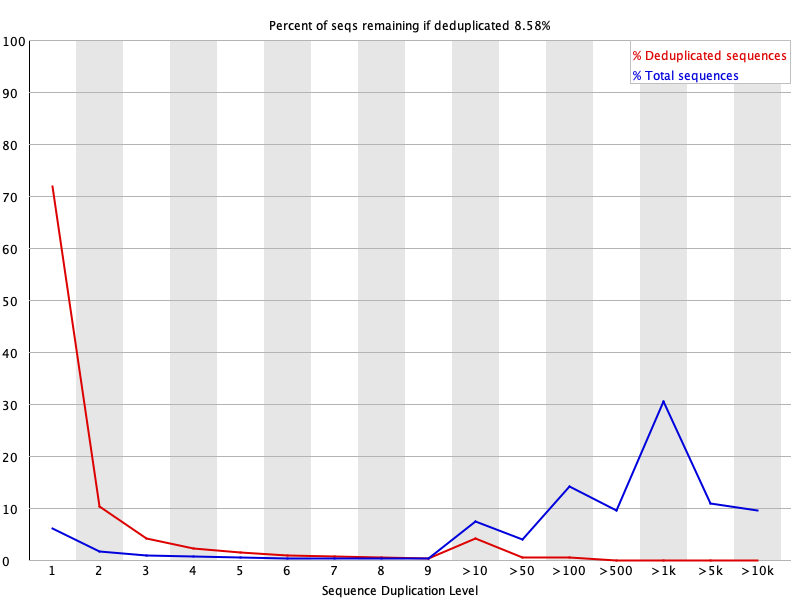 Percent of seqs remaining if deduplicated 8.58%
% Deduplicated sequences
% Total sequences
100
90
80
70
60
50
40
30
20
10
0
1 2 3 4 5 6 7 8 9 >10 >50 >100 >500 >1k >5k >10k
Sequence Duplication Level